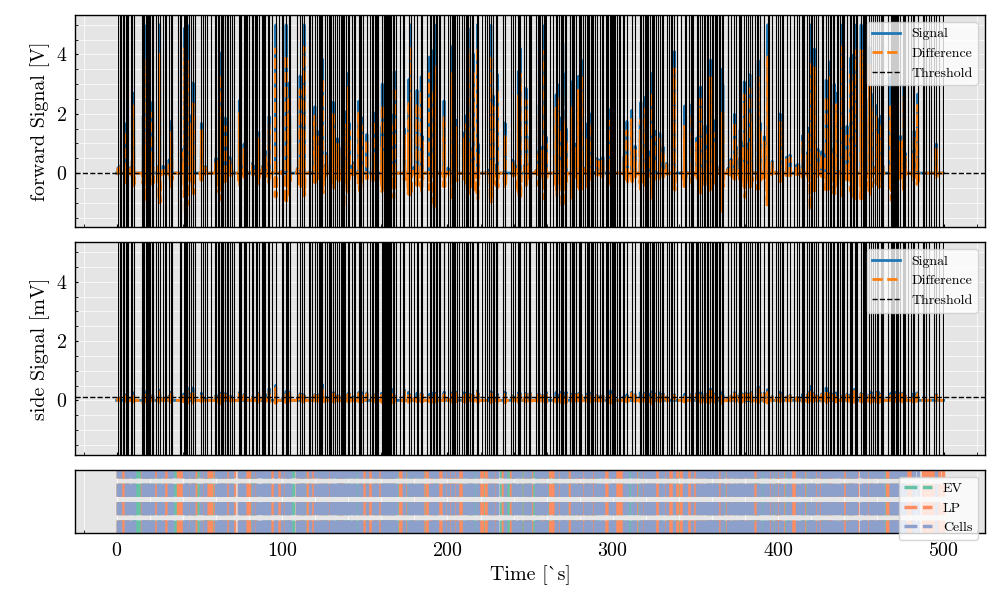 forward Signal [V]
4
2
0
Signal
Difference
Threshold
side Signal [mV]
4
2
0
Signal
Difference
Threshold
EV
LP
Cells
0 100 200 300 400 500
Time [`s]